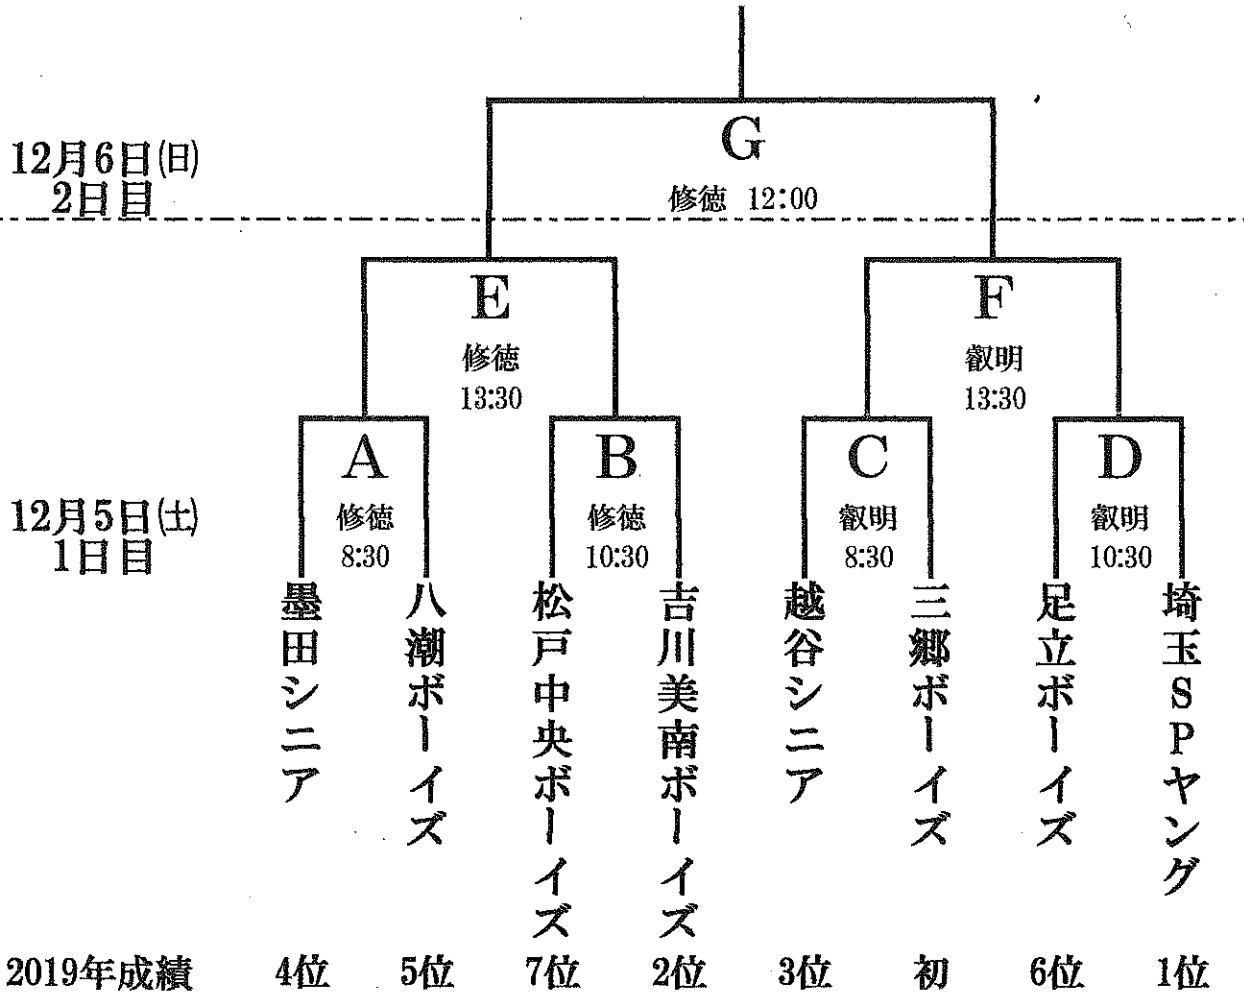 G
12月6日(日)
2日目
修徳 12:00
E
修徳
13:30
F
叡明
13:30
A
修徳
8:30
B
修徳
10:30
C
叡明
8:30
D
叡明
10:30
12月5日(土)
1日目
墨田シニア
八潮ボーイズ
松戸中央ボーイズ
吉川美南ボーイズ
越谷シニア
三郷ボーイズ
足立ボーイズ
埼玉SPヤング
2019年成績 4位 5位 7位 2位 3位 初 6位 1位